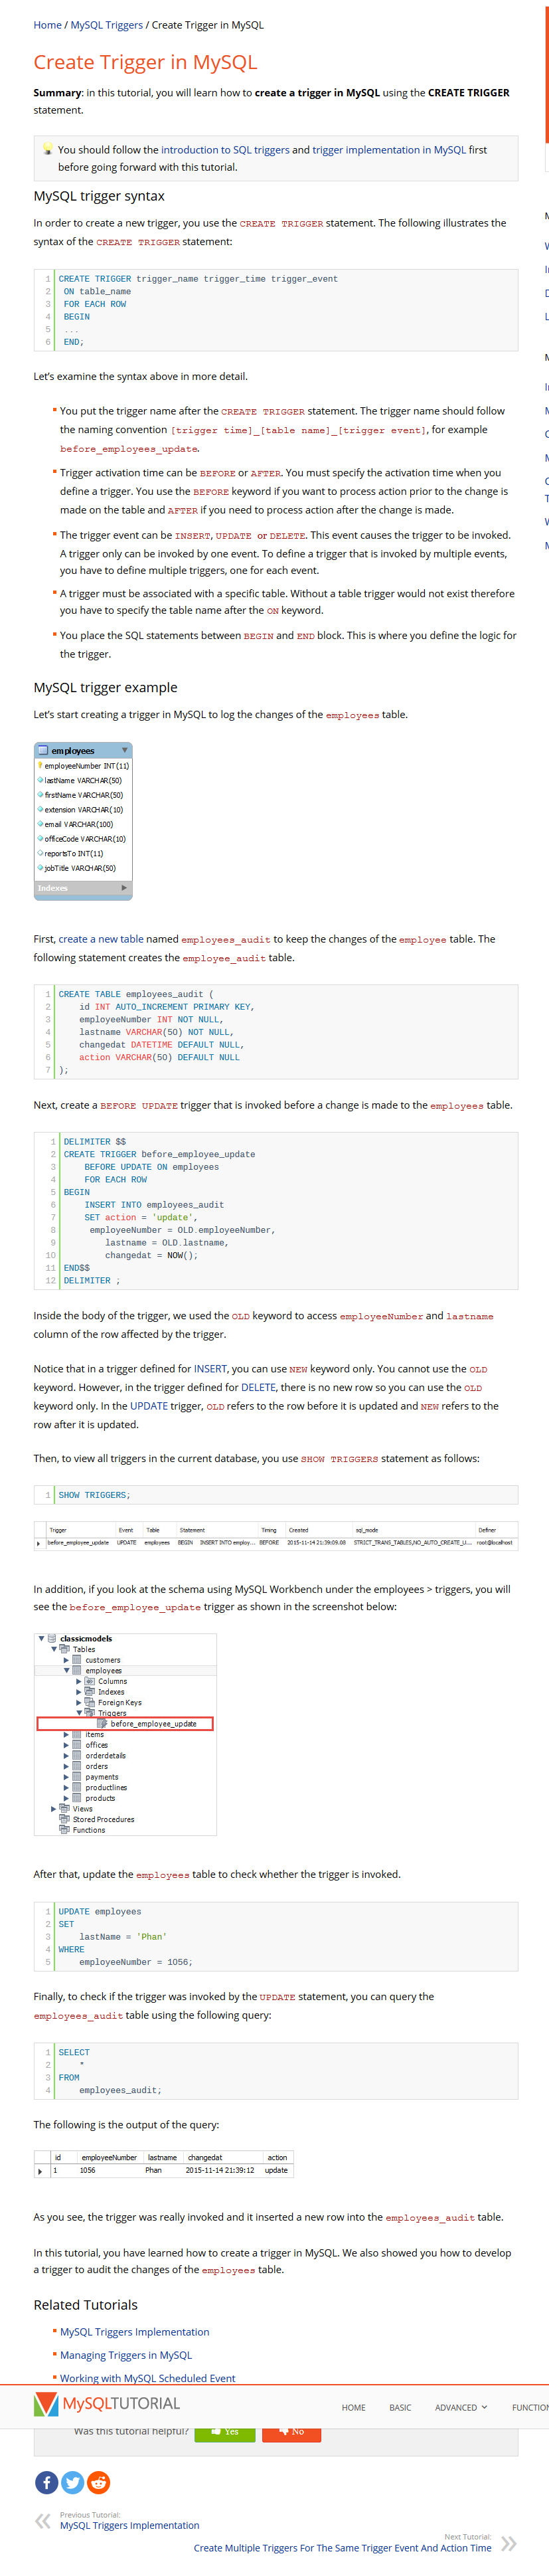 Home / MySQL Triggers / Create Trigger in MySQL
Create Trigger in MySQL
Summary: in this tutorial, you will learn how to create a trigger in MySQL using the CREATE TRIGGER
statement.
You should follow the introduction to SQL triggers and trigger implementation in MySQL first
before going forward with this tutorial.
MySQL trigger syntax
In order to create a new trigger, you use the CREATE TRIGGER statement. The following illustrates the
syntax of the CREATE TRIGGER statement:
1 CREATE TRIGGER trigger_name trigger_time trigger_event
2 ON table_name
3 FOR EACH ROW
4 BEGIN
5 ...
6 END;
Let's examine the syntax above in more detail.
You put the trigger name after the CREATE TRIGGER statement. The trigger name should follow
the naming convention [trigger time]_[table name]_[trigger event], for example
before_employees_update.
Trigger activation time can be BEFORE or AFTER. You must specify the activation time when you
define a trigger. You use the BEFORE keyword if you want to process action prior to the change is
made on the table and AFTER if you need to process action after the change is made.
The trigger event can be INSERT, UPDATE or DELETE. This event causes the trigger to be invoked.
A trigger only can be invoked by one event. To define a trigger that is invoked by multiple events,
you have to define multiple triggers, one for each event.
A trigger must be associated with a specific table. Without a table trigger would not exist therefore
you have to specify the table name after the ON keyword.
You place the SQL statements between BEGIN and END block. This is where you define the logic for
the trigger.
MySQL trigger example
Let's start creating a trigger in MySQL to log the changes of the employees table.
employees
employeeNumber INT(11)
lastName VARCHAR(50)
firstName VARCHAR(50)
extension VARCHAR(10)
email VARCHAR(100)
officeCode VARCHAR(10)
reportsTo INT(11)
jobTitle VARCHAR(50)
Indexes
First, create a new table named employees_audit to keep the changes of the employee table. The
following statement creates the employee_audit table.
1 CREATE TABLE employees_audit (
2 id INT AUTO_INCREMENT PRIMARY KEY,
3 employeeNumber INT NOT NULL,
4 lastname VARCHAR(50) NOT NULL,
5 changedat DATETIME DEFAULT NULL,
6 action VARCHAR(50) DEFAULT NULL
7 );
Next, create a BEFORE UPDATE trigger that is invoked before a change is made to the employees table.
1 DELIMITER $$
2 CREATE TRIGGER before_employee_update
3 BEFORE UPDATE ON employees
4 FOR EACH ROW
5 BEGIN
6 INSERT INTO employees_audit
7 SET action = 'update',
8 employeeNumber = OLD.employeeNumber,
9 lastname = OLD.lastname,
10 changedat = NOW();
11 END$$
12 DELIMITER ;
Inside the body of the trigger, we used the OLD keyword to access employeeNumber and lastname
column of the row affected by the trigger.
Notice that in a trigger defined for INSERT, you can use NEW keyword only. You cannot use the OLD
keyword. However, in the trigger defined for DELETE, there is no new row so you can use the OLD
keyword only. In the UPDATE trigger, OLD refers to the row before it is updated and NEW refers to the
row after it is updated.
Then, to view all triggers in the current database, you use SHOW TRIGGERS statement as follows:
1 SHOW TRIGGERS;
Trigger Event Table Statement Timing Created sql_mode Definer
before_employee_update UPDATE employees BEGIN INSERT INTO employ... BEFORE 2015-11-14 21:39:09.08 STRICT_TRANS_TABLES,NO_AUTO_CREATE_U... root@localhost
In addition, if you look at the schema using MySQL Workbench under the employees > triggers, you will
see the before_employee_update trigger as shown in the screenshot below:
classicmodels
Tables
customers
employees
Columns
Indexes
Foreign Keys
Triggers
before_employee_update
items
offices
orderdetails
orders
payments
productlines
products
Views
Stored Procedures
Functions
After that, update the employees table to check whether the trigger is invoked.
1 UPDATE employees
2 SET
3 lastName = 'Phan'
4 WHERE
5 employeeNumber = 1056;
Finally, to check if the trigger was invoked by the UPDATE statement, you can query the
employees_audit table using the following query:
1 SELECT
2 *
3 FROM
4 employees_audit;
The following is the output of the query:
id employeeNumber lastname changedat action
1 1056 Phan 2015-11-14 21:39:12 update
As you see, the trigger was really invoked and it inserted a new row into the employees_audit table.
In this tutorial, you have learned how to create a trigger in MySQL. We also showed you how to develop
a trigger to audit the changes of the employees table.
Related Tutorials
MySQL Triggers Implementation
Managing Triggers in MySQL
Working with MySQL Scheduled Event
MySQLTUTORIAL HOME BASIC ADVANCED
Was this tutorial helpful? Yes No
Previous Tutorial:
MySQL Triggers Implementation
Next Tutorial:
Create Multiple Triggers For The Same Trigger Event And Action Time